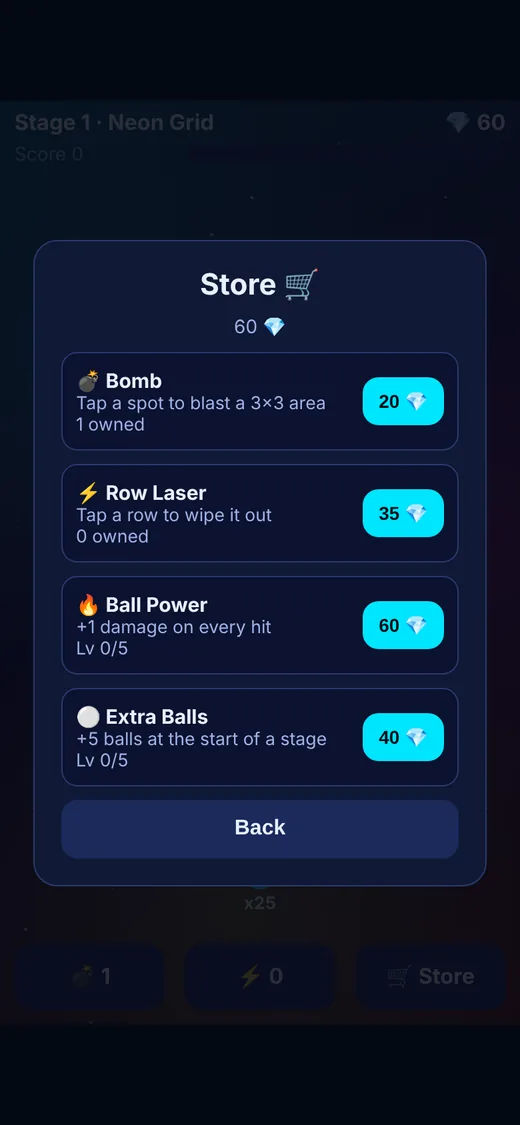 Stage 1 · Neon Grid
💎 60
Score 0
Store 🛒
60 💎
💣 Bomb
Tap a spot to blast a 3×3 area
1 owned
20 💎
⚡ Row Laser
Tap a row to wipe it out
0 owned
35 💎
🔥 Ball Power
+1 damage on every hit
Lv 0/5
60 💎
⚪ Extra Balls
+5 balls at the start of a stage
Lv 0/5
40 💎
Back
x25
💣 1
⚡ 0
🛒 Store